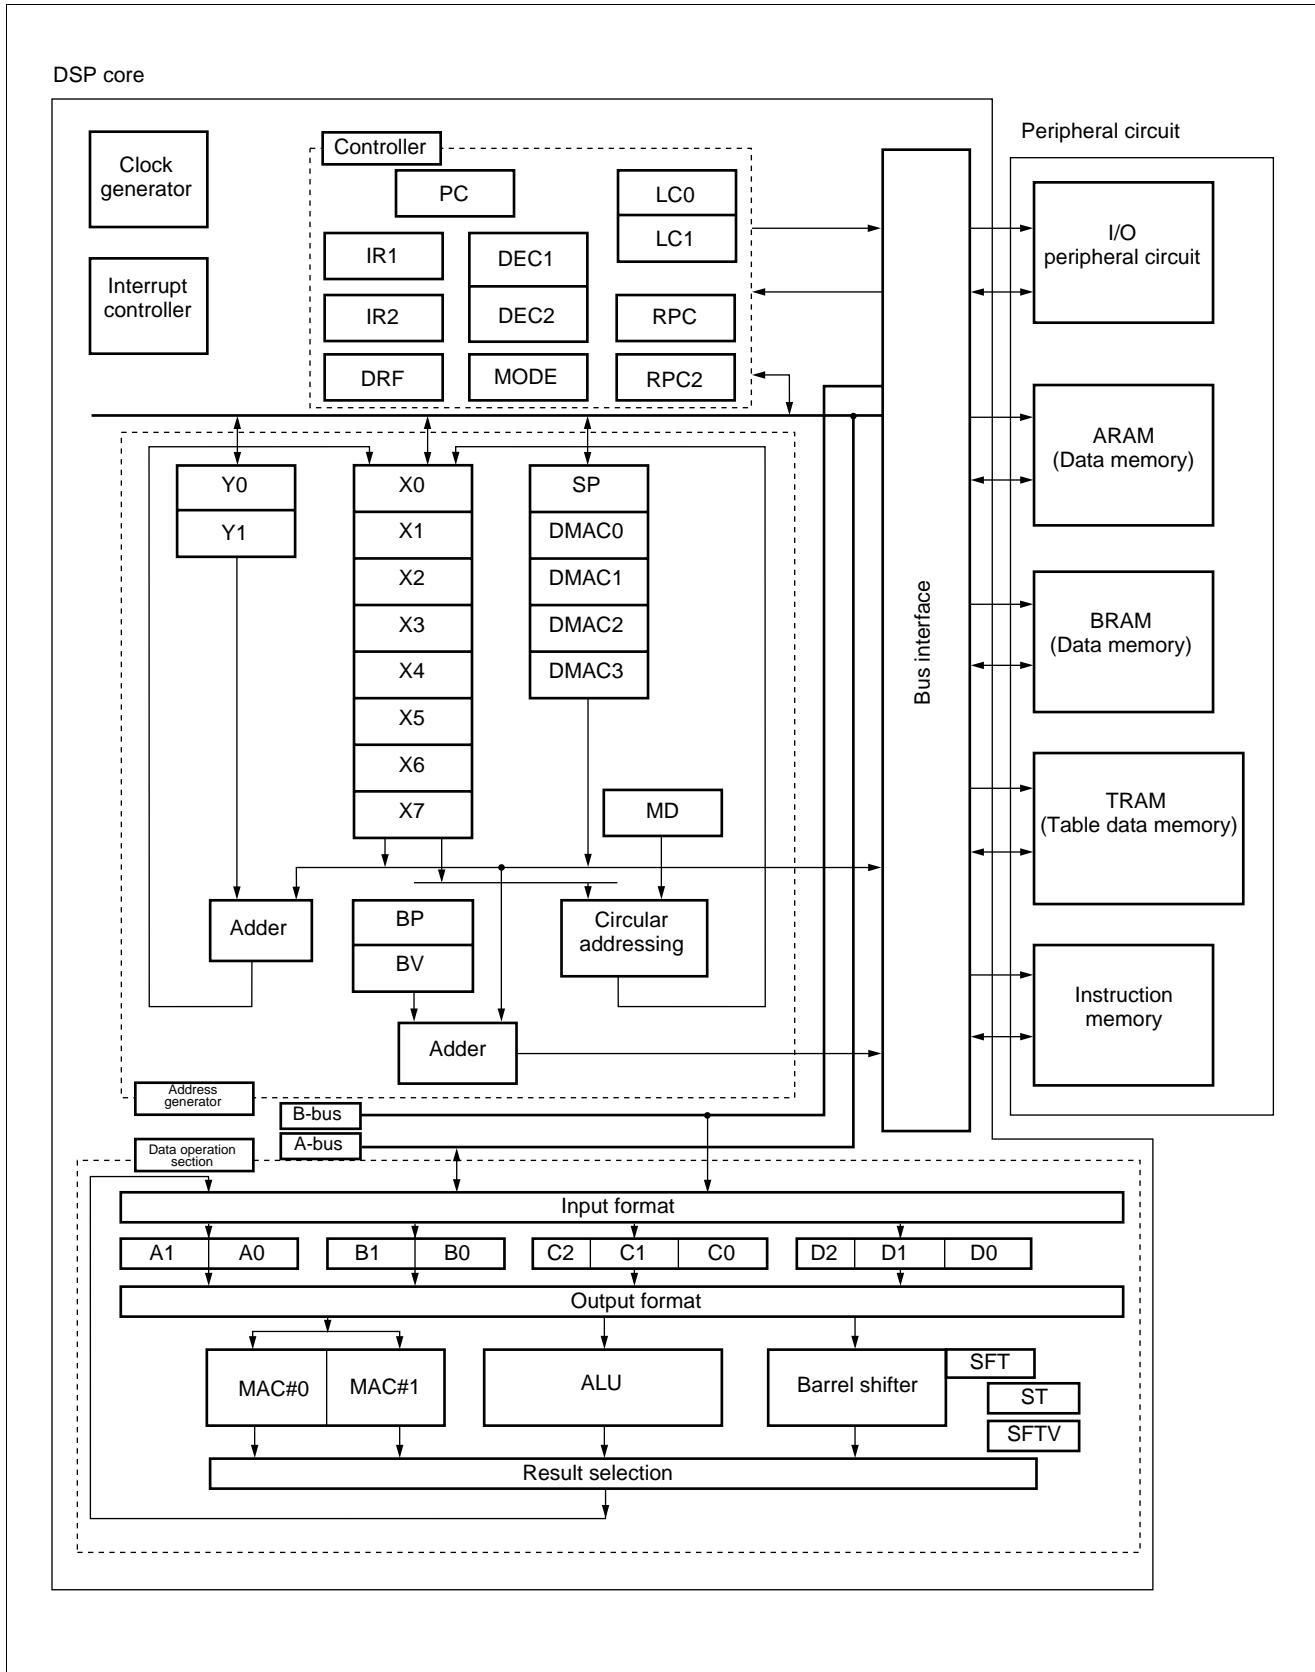 DSP core
Peripheral circuit
Clock
generator
Interrupt
controller
Controller
PC
LC0
LC1
IR1
DEC1
IR2
DEC2
RPC
DRF
MODE
RPC2
Bus interface
I/O
peripheral circuit
ARAM
(Data memory)
BRAM
(Data memory)
TRAM
(Table data memory)
Instruction
memory
Y0
Y1
X0
X1
X2
X3
X4
X5
X6
X7
SP
DMAC0
DMAC1
DMAC2
DMAC3
MD
Adder
BP
BV
Circular
addressing
Adder
Address
generator
B-bus
A-bus
Data operation
section
Input format
A1 A0
B1 B0
C2 C1 C0
D2 D1 D0
Output format
MAC#0
MAC#1
ALU
Barrel shifter
SFT
ST
SFTV
Result selection